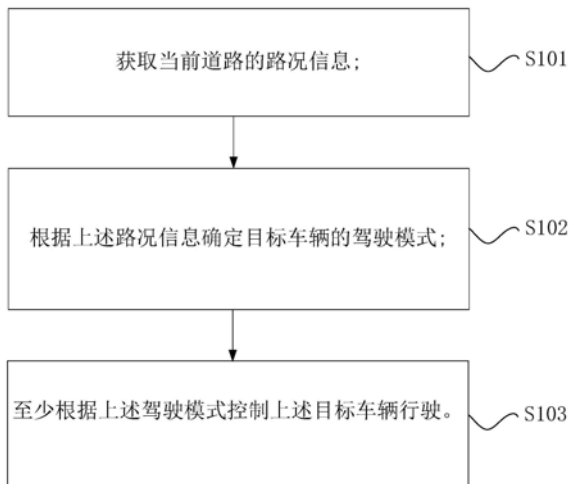 获取当前道路的路况信息;
S101
根据上述路况信息确定目标车辆的驾驶模式;
S102
至少根据上述驾驶模式控制上述目标车辆行驶。
S103